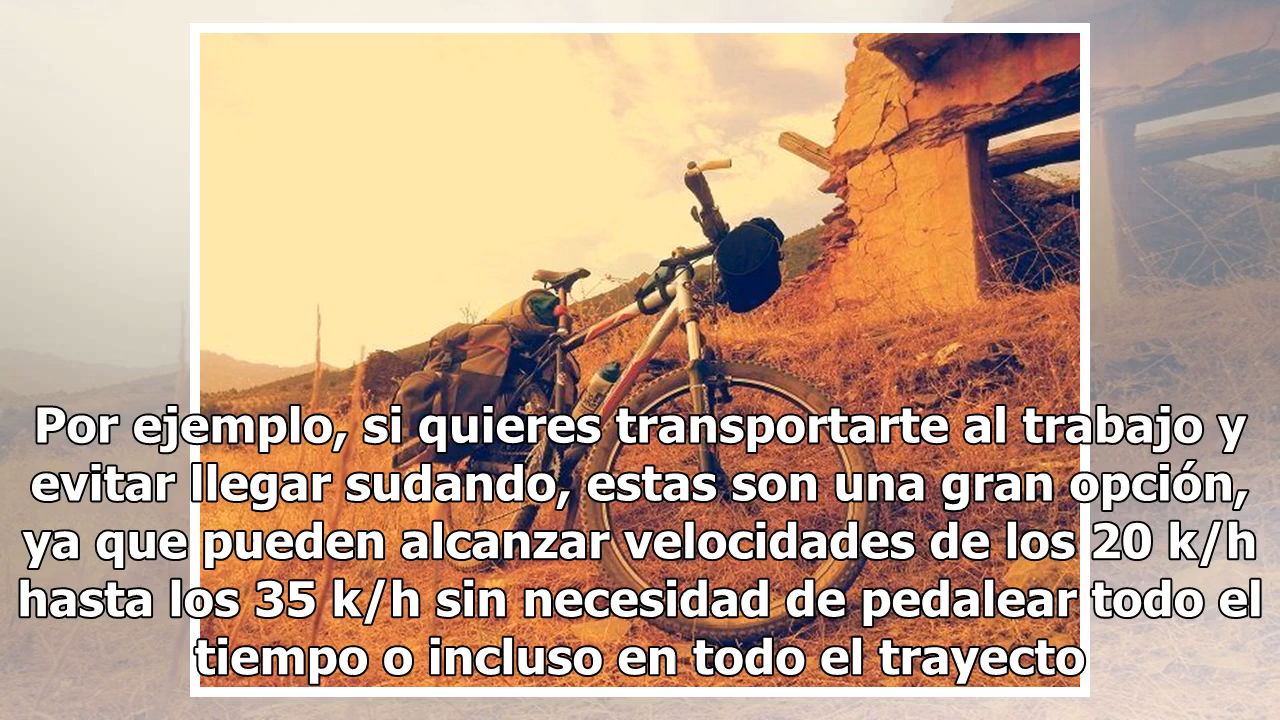 Por ejemplo, si quieres transportarte al trabajo y
evitar llegar sudando, estas son una gran opción,
ya que pueden alcanzar velocidades de los 20 k/h
hasta los 35 k/h sin necesidad de pedalear todo el
tiempo o incluso en todo el trayecto